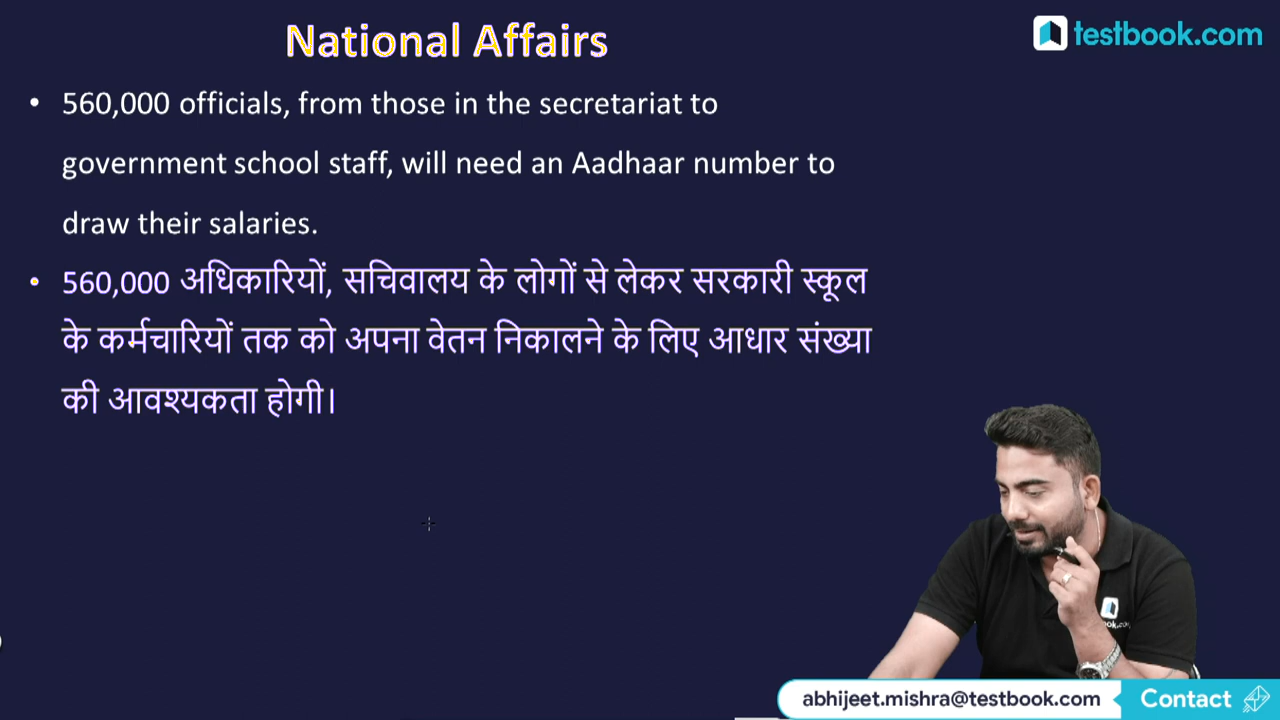 National Affairs
testbook.com
• 560,000 officials, from those in the secretariat to
government school staff, will need an Aadhaar number to
draw their salaries.
• 560,000 अधिकारियों, सचिवालय के लोगों से लेकर सरकारी स्कूल
के कर्मचारियों तक को अपना वेतन निकालने के लिए आधार संख्या
की आवश्यकता होगी।
abhijeet.mishra@testbook.com
Contact